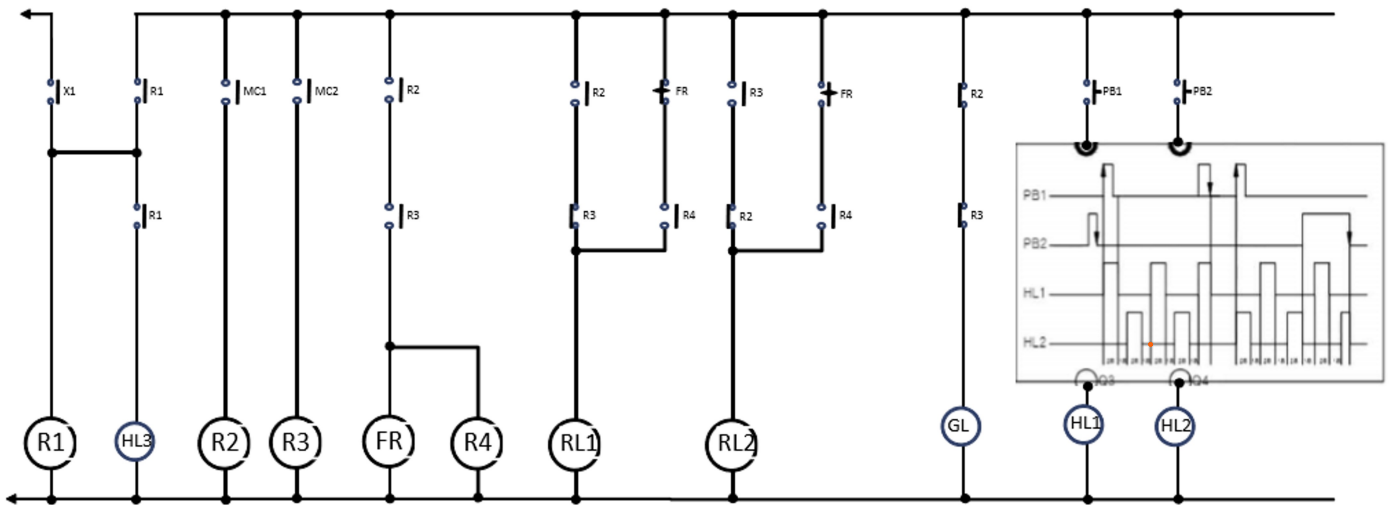 X1 R1 MC1 MC2 R2 R2 FR R3 FR R2 PB1 PB2
R1 R3 R3 R4 R2 R4 R3
PB1
PB2
HL1
HL2
Q3 Q4
R1 HL3 R2 R3 FR R4 RL1 RL2 GL HL1 HL2